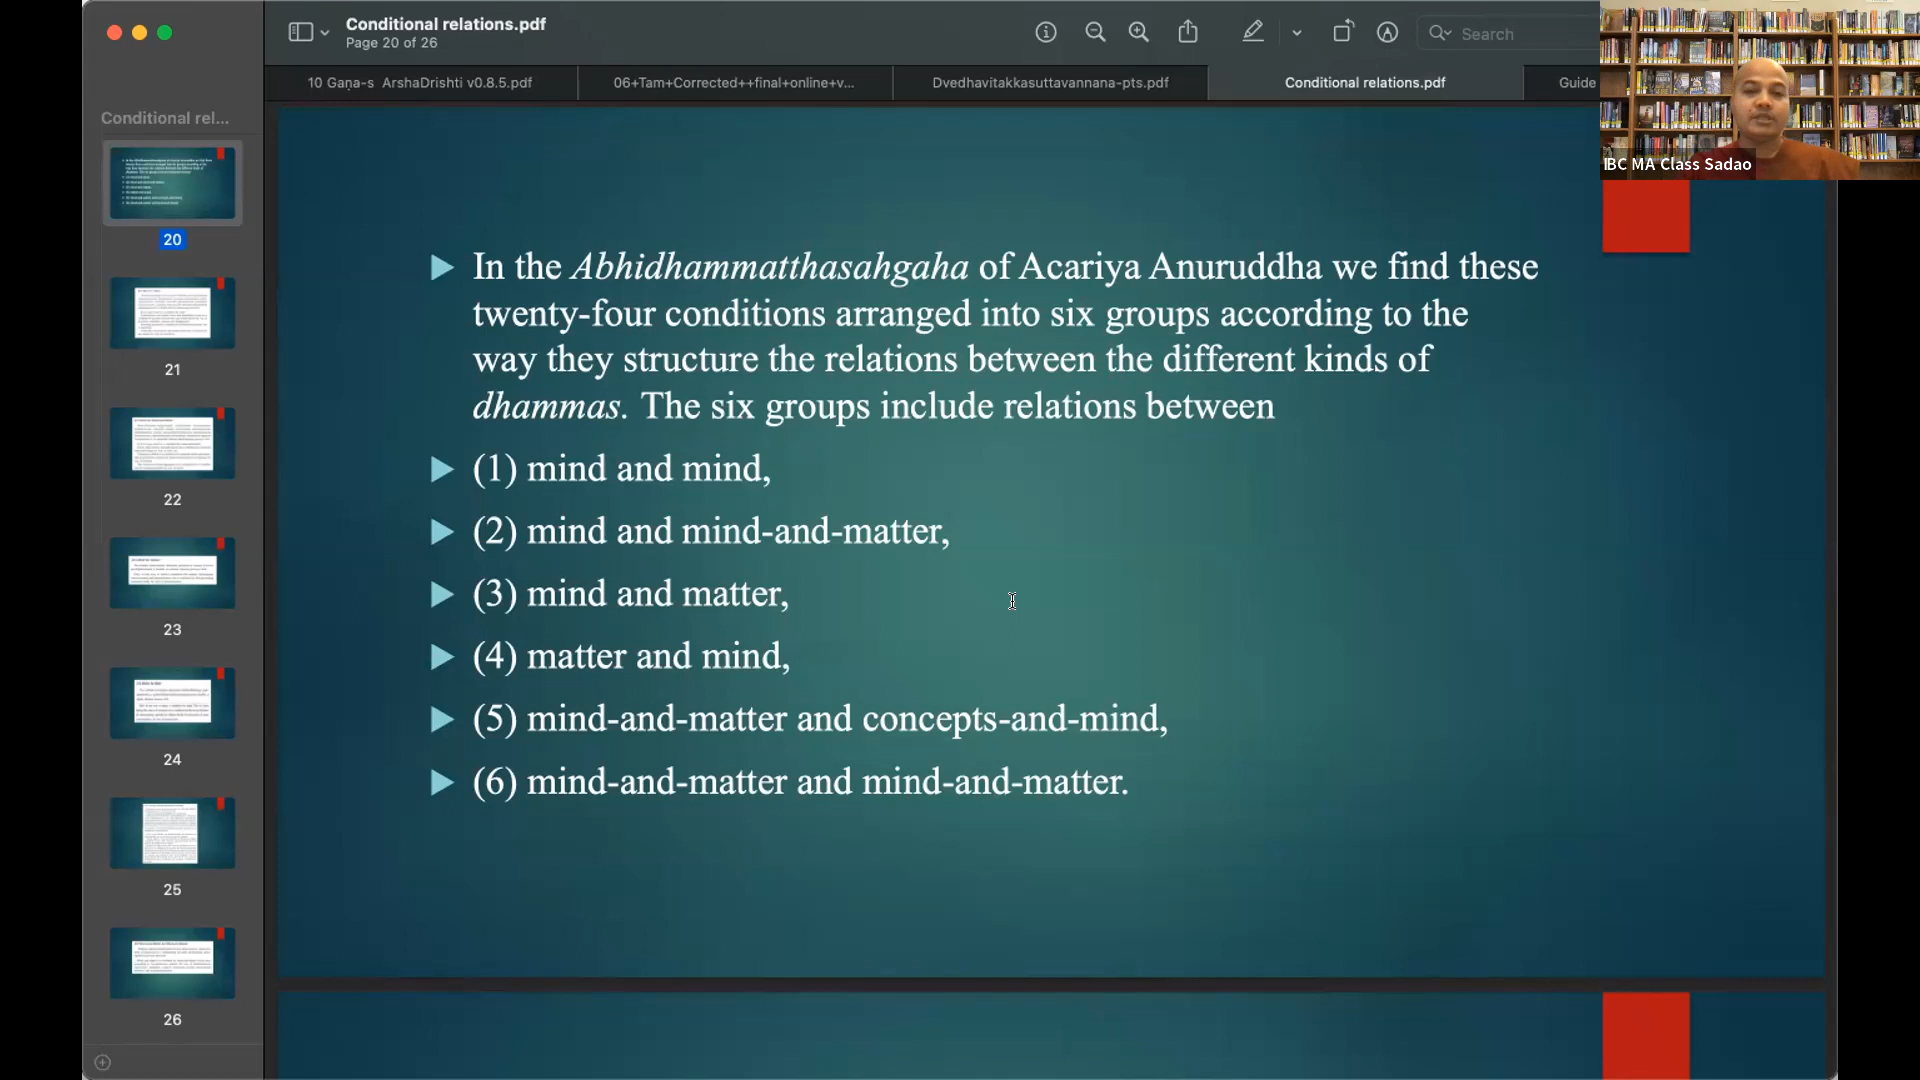 Conditional relations.pdf
Page 20 of 26
Search
10 Gaṇa-s ArshaDrishti v0.8.5.pdf
06+Tam+Corrected++final+online+v...
Dvedhavitakkasuttavannana-pts.pdf
Conditional relations.pdf
Guide
IBC MA Class Sadao
Conditional rel...
20
21
22
23
24
25
26
In the Abhidhammatthasahgaha of Acariya Anuruddha we find these
twenty-four conditions arranged into six groups according to the
way they structure the relations between the different kinds of
dhammas. The six groups include relations between
(1) mind and mind,
(2) mind and mind-and-matter,
(3) mind and matter,
(4) matter and mind,
(5) mind-and-matter and concepts-and-mind,
(6) mind-and-matter and mind-and-matter.